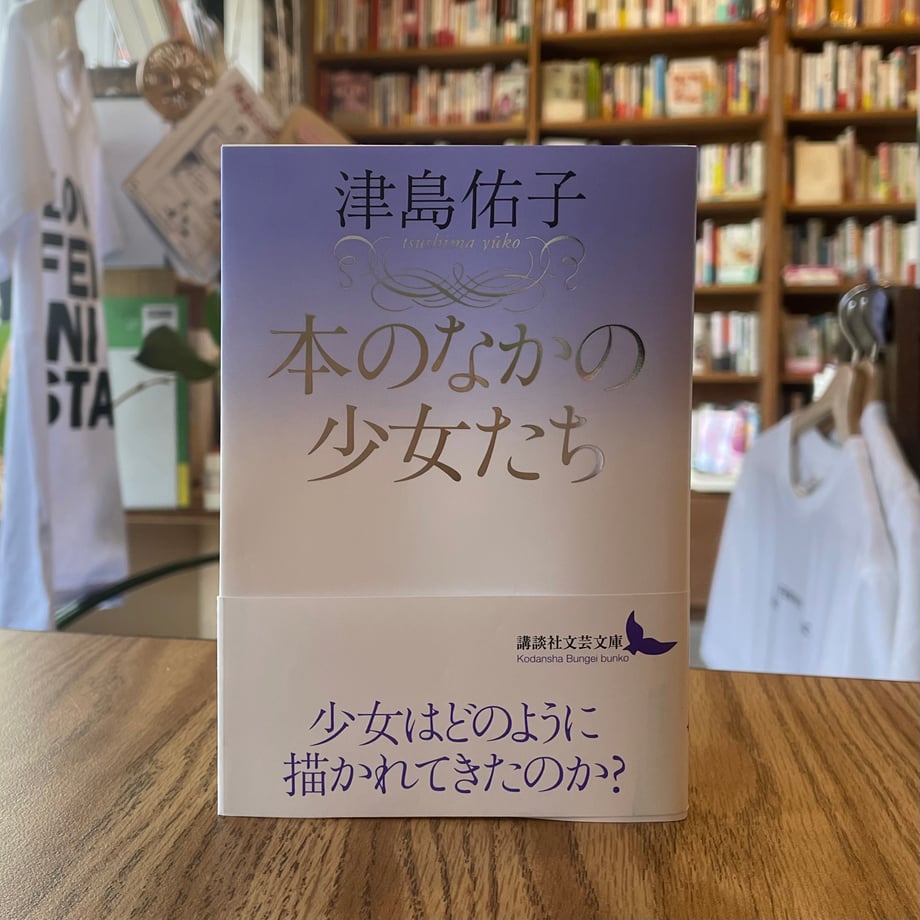 津島佑子
tsushima yūko
本のなかの
少女たち
講談社文芸文庫
Kodansha Bungei bunko
少女はどのように
描かれてきたのか?